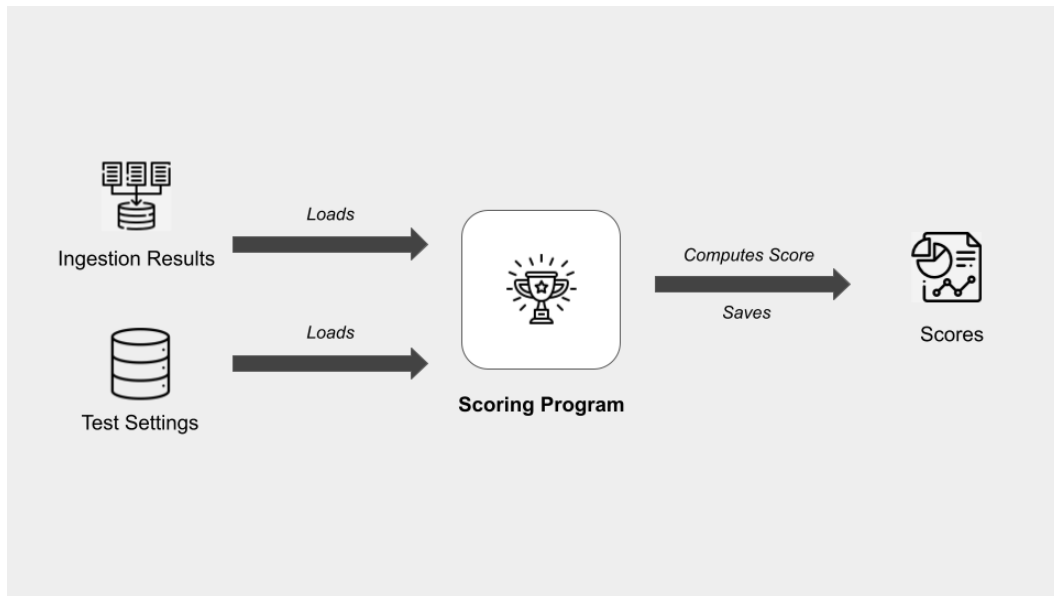 Ingestion Results
Loads
Test Settings
Loads
Scoring Program
Computes Score
Saves
Scores